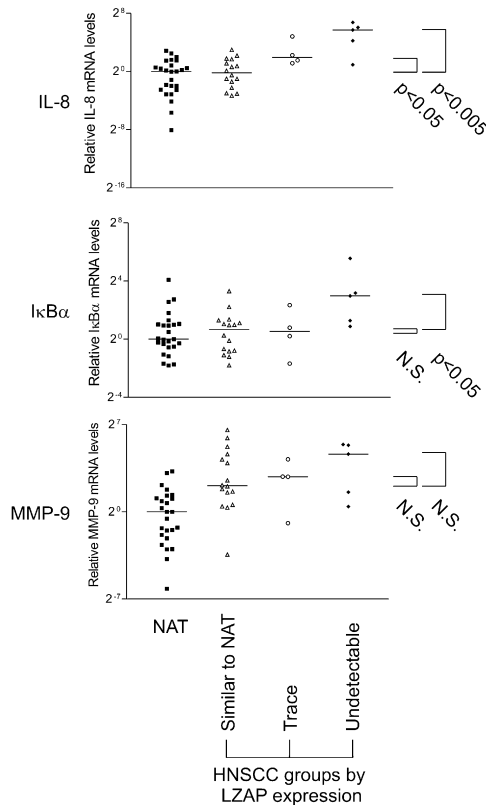 2^8
2^0
2^-8
2^-16
Relative IL-8 mRNA levels
IL-8
p<0.05
p<0.005
2^8
2^4
2^0
2^-4
Relative IκBα mRNA levels
IκBα
N.S.
p<0.05
2^7
2^0
2^-7
Relative MMP-9 mRNA levels
MMP-9
N.S.
N.S.
NAT
Similar to NAT
Trace
Undetectable
HNSCC groups by
LZAP expression